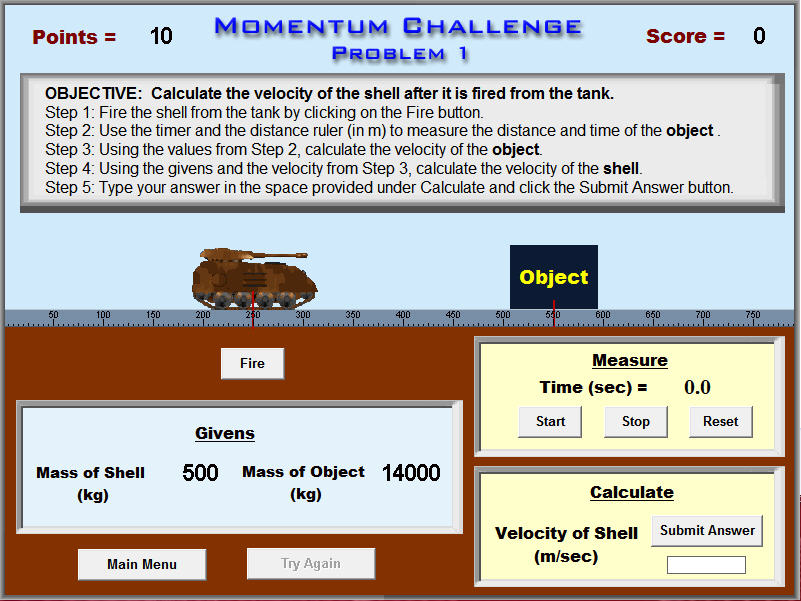 Points = 10
Momentum Challenge
Problem 1
Score = 0
OBJECTIVE: Calculate the velocity of the shell after it is fired from the tank.
Step 1: Fire the shell from the tank by clicking on the Fire button.
Step 2: Use the timer and the distance ruler (in m) to measure the distance and time of the object .
Step 3: Using the values from Step 2, calculate the velocity of the object.
Step 4: Using the givens and the velocity from Step 3, calculate the velocity of the shell.
Step 5: Type your answer in the space provided under Calculate and click the Submit Answer button.
Object
50 100 150 200 250 300 350 400 450 500 550 600 650 700 750
Fire
Givens
Mass of Shell 500 Mass of Object 14000
(kg) (kg)
Main Menu Try Again
Measure
Time (sec) = 0.0
Start Stop Reset
Calculate
Velocity of Shell Submit Answer
(m/sec)